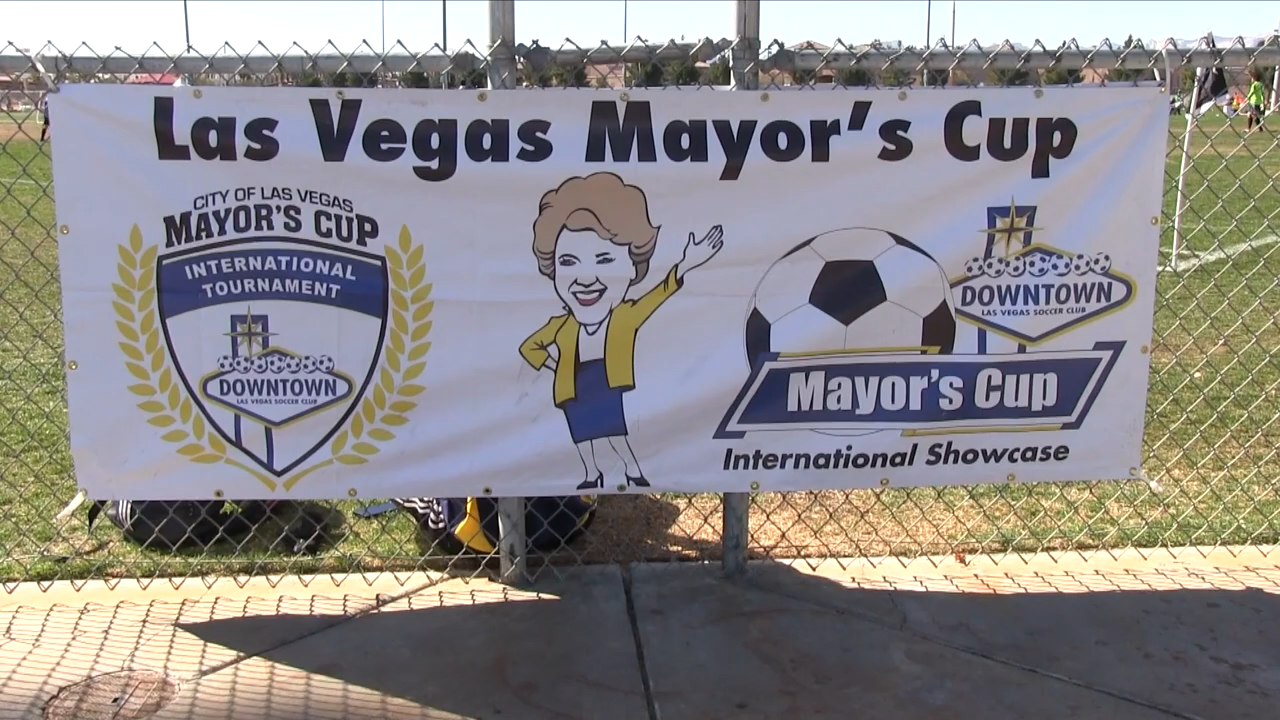 Las Vegas Mayor's Cup
CITY OF LAS VEGAS
MAYOR'S CUP
INTERNATIONAL
TOURNAMENT
DOWNTOWN
LAS VEGAS SOCCER CLUB
DOWNTOWN
LAS VEGAS SOCCER CLUB
Mayor's Cup
International Showcase